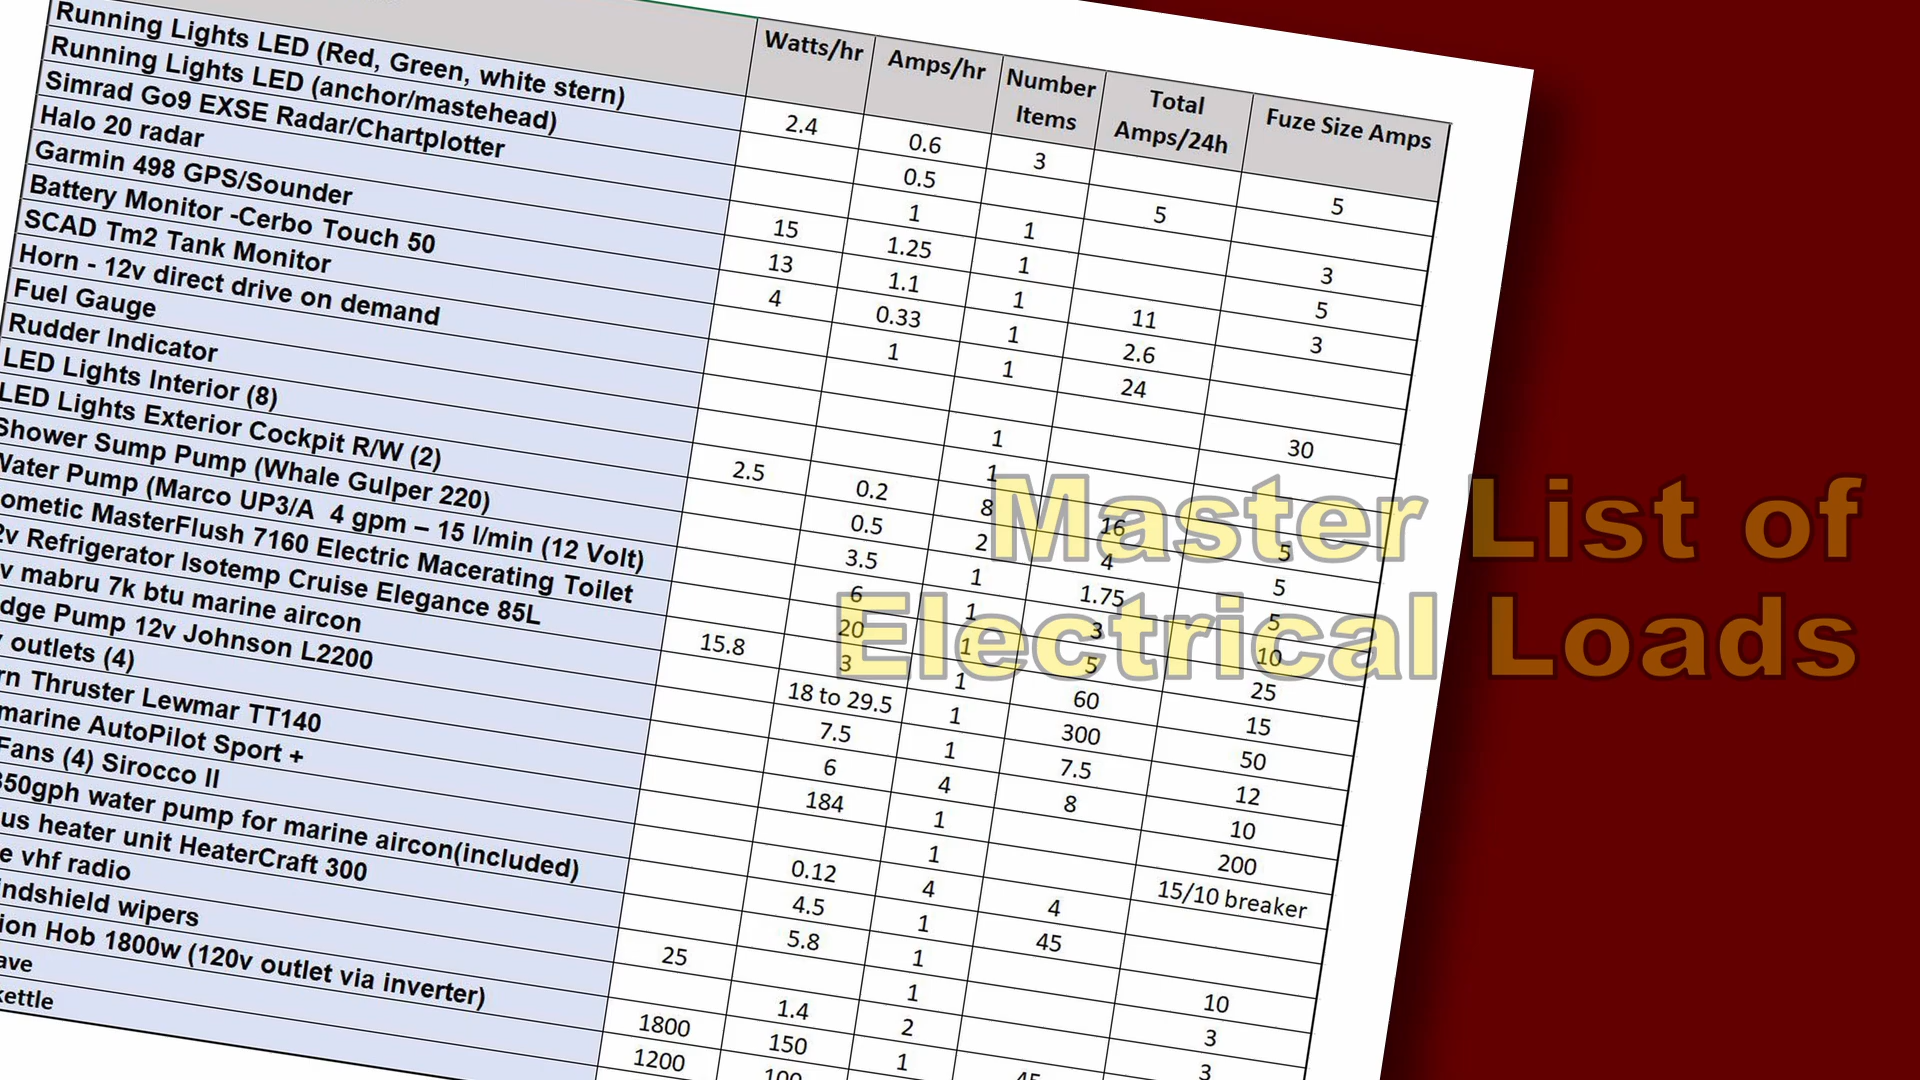 Watts/hr Amps/hr Number Items Total Amps/24h Fuze Size Amps
Running Lights LED (Red, Green, white stern) 2.4 0.6 3 5
Running Lights LED (anchor/mastehead) 0.5 5
Simrad Go9 EXSE Radar/Chartplotter 1 1 3
Halo 20 radar 15 1.25 1 5
Garmin 498 GPS/Sounder 13 1.1 1 11 3
Battery Monitor -Cerbo Touch 50 4 0.33 1 2.6
SCAD Tm2 Tank Monitor 1 1 24
Horn - 12v direct drive on demand 30
Fuel Gauge 1
Rudder Indicator 1
LED Lights Interior (8) 2.5 0.2 8 16 5
LED Lights Exterior Cockpit R/W (2) 0.5 2 4 5
Shower Sump Pump (Whale Gulper 220) 3.5 1 1.75 5
Water Pump (Marco UP3/A 4 gpm – 15 l/min (12 Volt) 6 1 3 10
ometic MasterFlush 7160 Electric Macerating Toilet 20 1 5 25
2v Refrigerator Isotemp Cruise Elegance 85L 15.8 3 1 60 15
v mabru 7k btu marine aircon 18 to 29.5 1 300 50
dge Pump 12v Johnson L2200 7.5 1 7.5 12
outlets (4) 6 4 8 10
rn Thruster Lewmar TT140 184 1 200
marine AutoPilot Sport + 1 15/10 breaker
Fans (4) Sirocco II 0.12 4 4
350gph water pump for marine aircon(included) 4.5 1 45
us heater unit HeaterCraft 300 5.8 1 10
e vhf radio 25 1 3
indshield wipers 1.4 2 3
ion Hob 1800w (120v outlet via inverter) 1800 150 1
ave 1200 100 45
kettle
Master List of
Electrical Loads